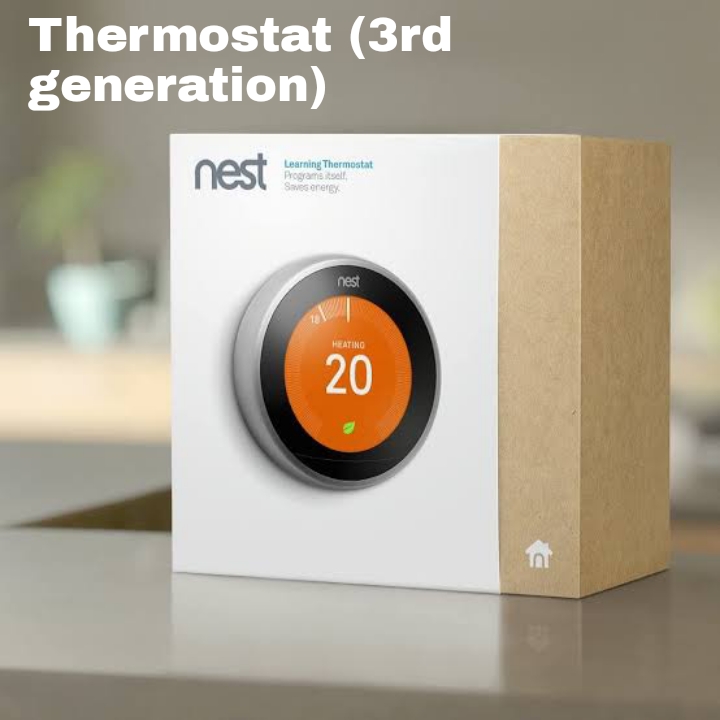 Thermostat (3rd
generation)
nest
Learning Thermostat
Programs itself.
Saves energy.
nest
18
HEATING
20